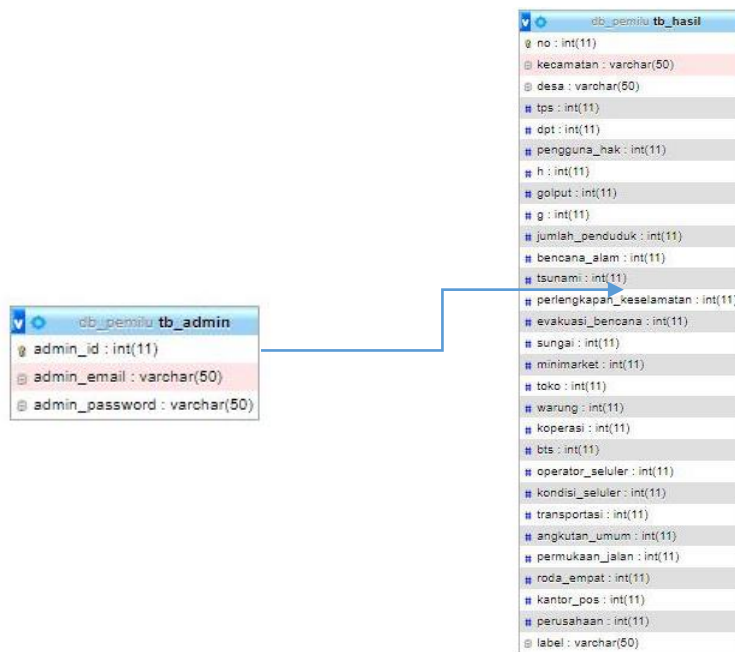 db_pemilu tb_hasil
no : int(11)
kecamatan : varchar(50)
desa : varchar(50)
tps : int(11)
dpt : int(11)
pengguna_hak : int(11)
h : int(11)
golput : int(11)
g : int(11)
jumlah_penduduk : int(11)
bencana_alam : int(11)
tsunami : int(11)
perlengkapan_keselamatan : int(11)
evakuasi_bencana : int(11)
sungai : int(11)
minimarket : int(11)
toko : int(11)
warung : int(11)
koperasi : int(11)
bts : int(11)
operator_seluler : int(11)
kondisi_seluler : int(11)
transportasi : int(11)
angkutan_umum : int(11)
permukaan_jalan : int(11)
roda_empat : int(11)
kantor_pos : int(11)
perusahaan : int(11)
label : varchar(50)
db_pemilu tb_admin
admin_id : int(11)
admin_email : varchar(50)
admin_password : varchar(50)